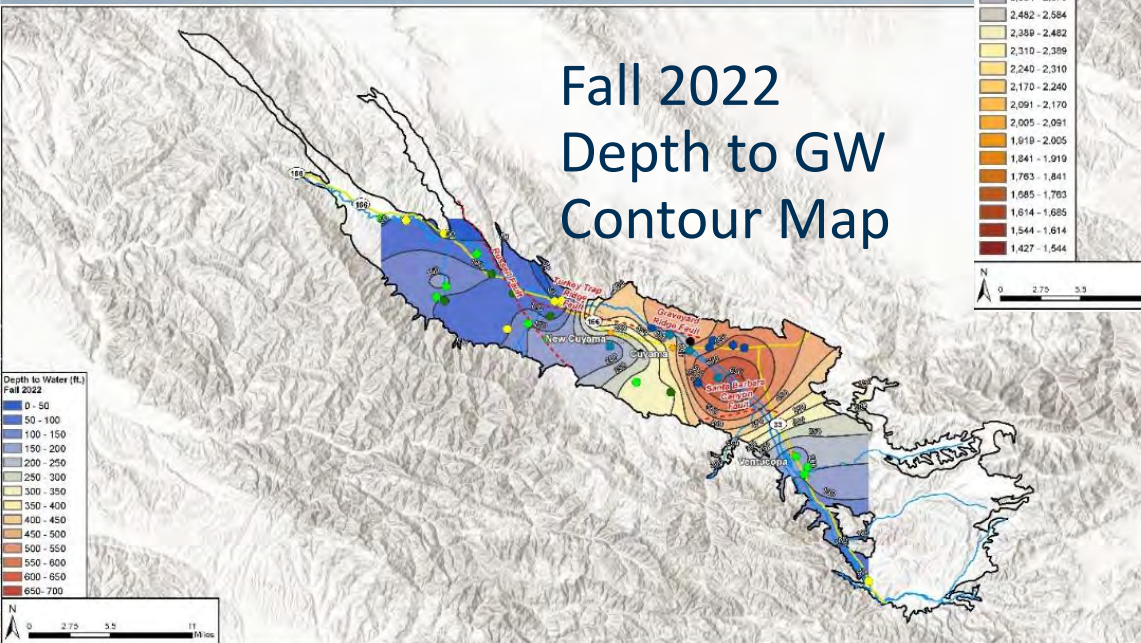 Fall 2022
Depth to GW
Contour Map
2,482 - 2,584
2,389 - 2,482
2,310 - 2,389
2,240 - 2,310
2,170 - 2,240
2,091 - 2,170
2,005 - 2,091
1,919 - 2,005
1,841 - 1,919
1,763 - 1,841
1,685 - 1,763
1,614 - 1,685
1,544 - 1,614
1,427 - 1,544
N
0 2.75 5.5
166
166
Russell Fault
Turkey Trap
Ridge
Fault
166
Graveyard
Ridge Fault
New Cuyama
Cuyama
Santa Barbara
Canyon
Fault
33
Ventucopa
Depth to Water (ft.)
Fall 2022
0 - 50
50 - 100
100 - 150
150 - 200
200 - 250
250 - 300
300 - 350
350 - 400
400 - 450
450 - 500
500 - 550
550 - 600
600 - 650
650- 700
N
0 2.75 5.5 11
Miles